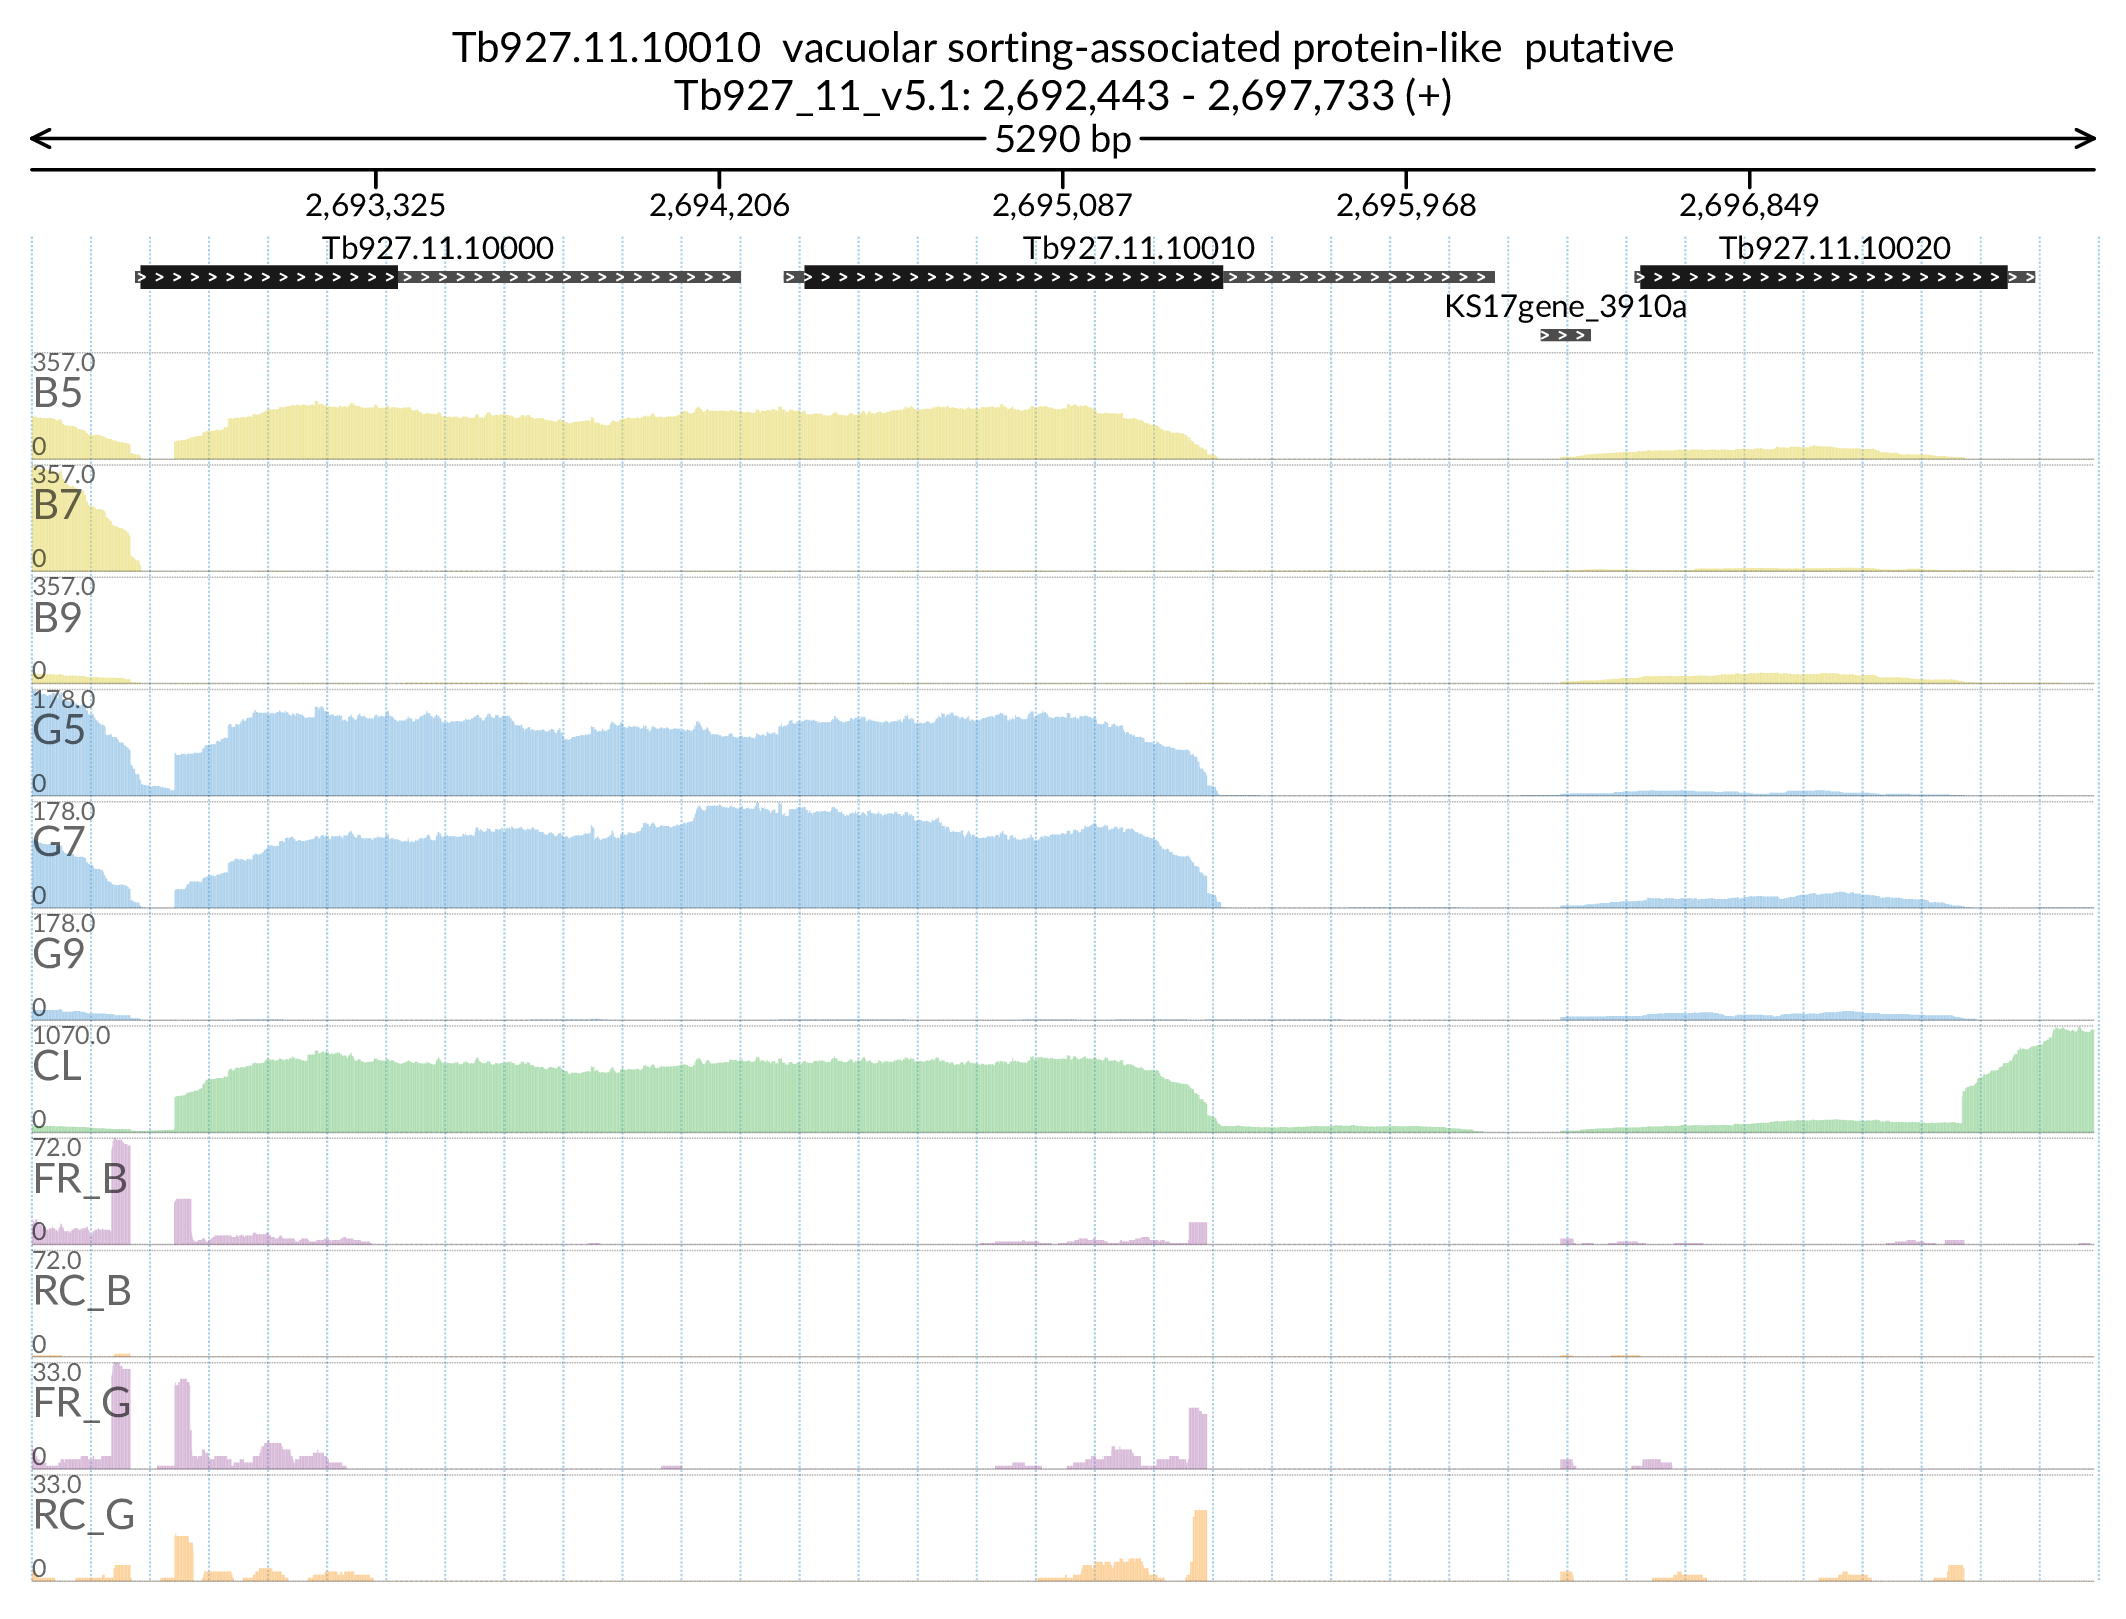 Tb927.11.10010 vacuolar sorting-associated protein-like putative
Tb927_11_v5.1: 2,692,443 - 2,697,733 (+)
5290 bp
2,693,325 2,694,206 2,695,087 2,695,968 2,696,849
Tb927.11.10000 Tb927.11.10010 Tb927.11.10020
KS17gene_3910a
357.0
B5
0
357.0
B7
0
357.0
B9
0
178.0
G5
0
178.0
G7
0
178.0
G9
0
1070.0
CL
0
72.0
FR_B
0
72.0
RC_B
0
33.0
FR_G
0
33.0
RC_G
0